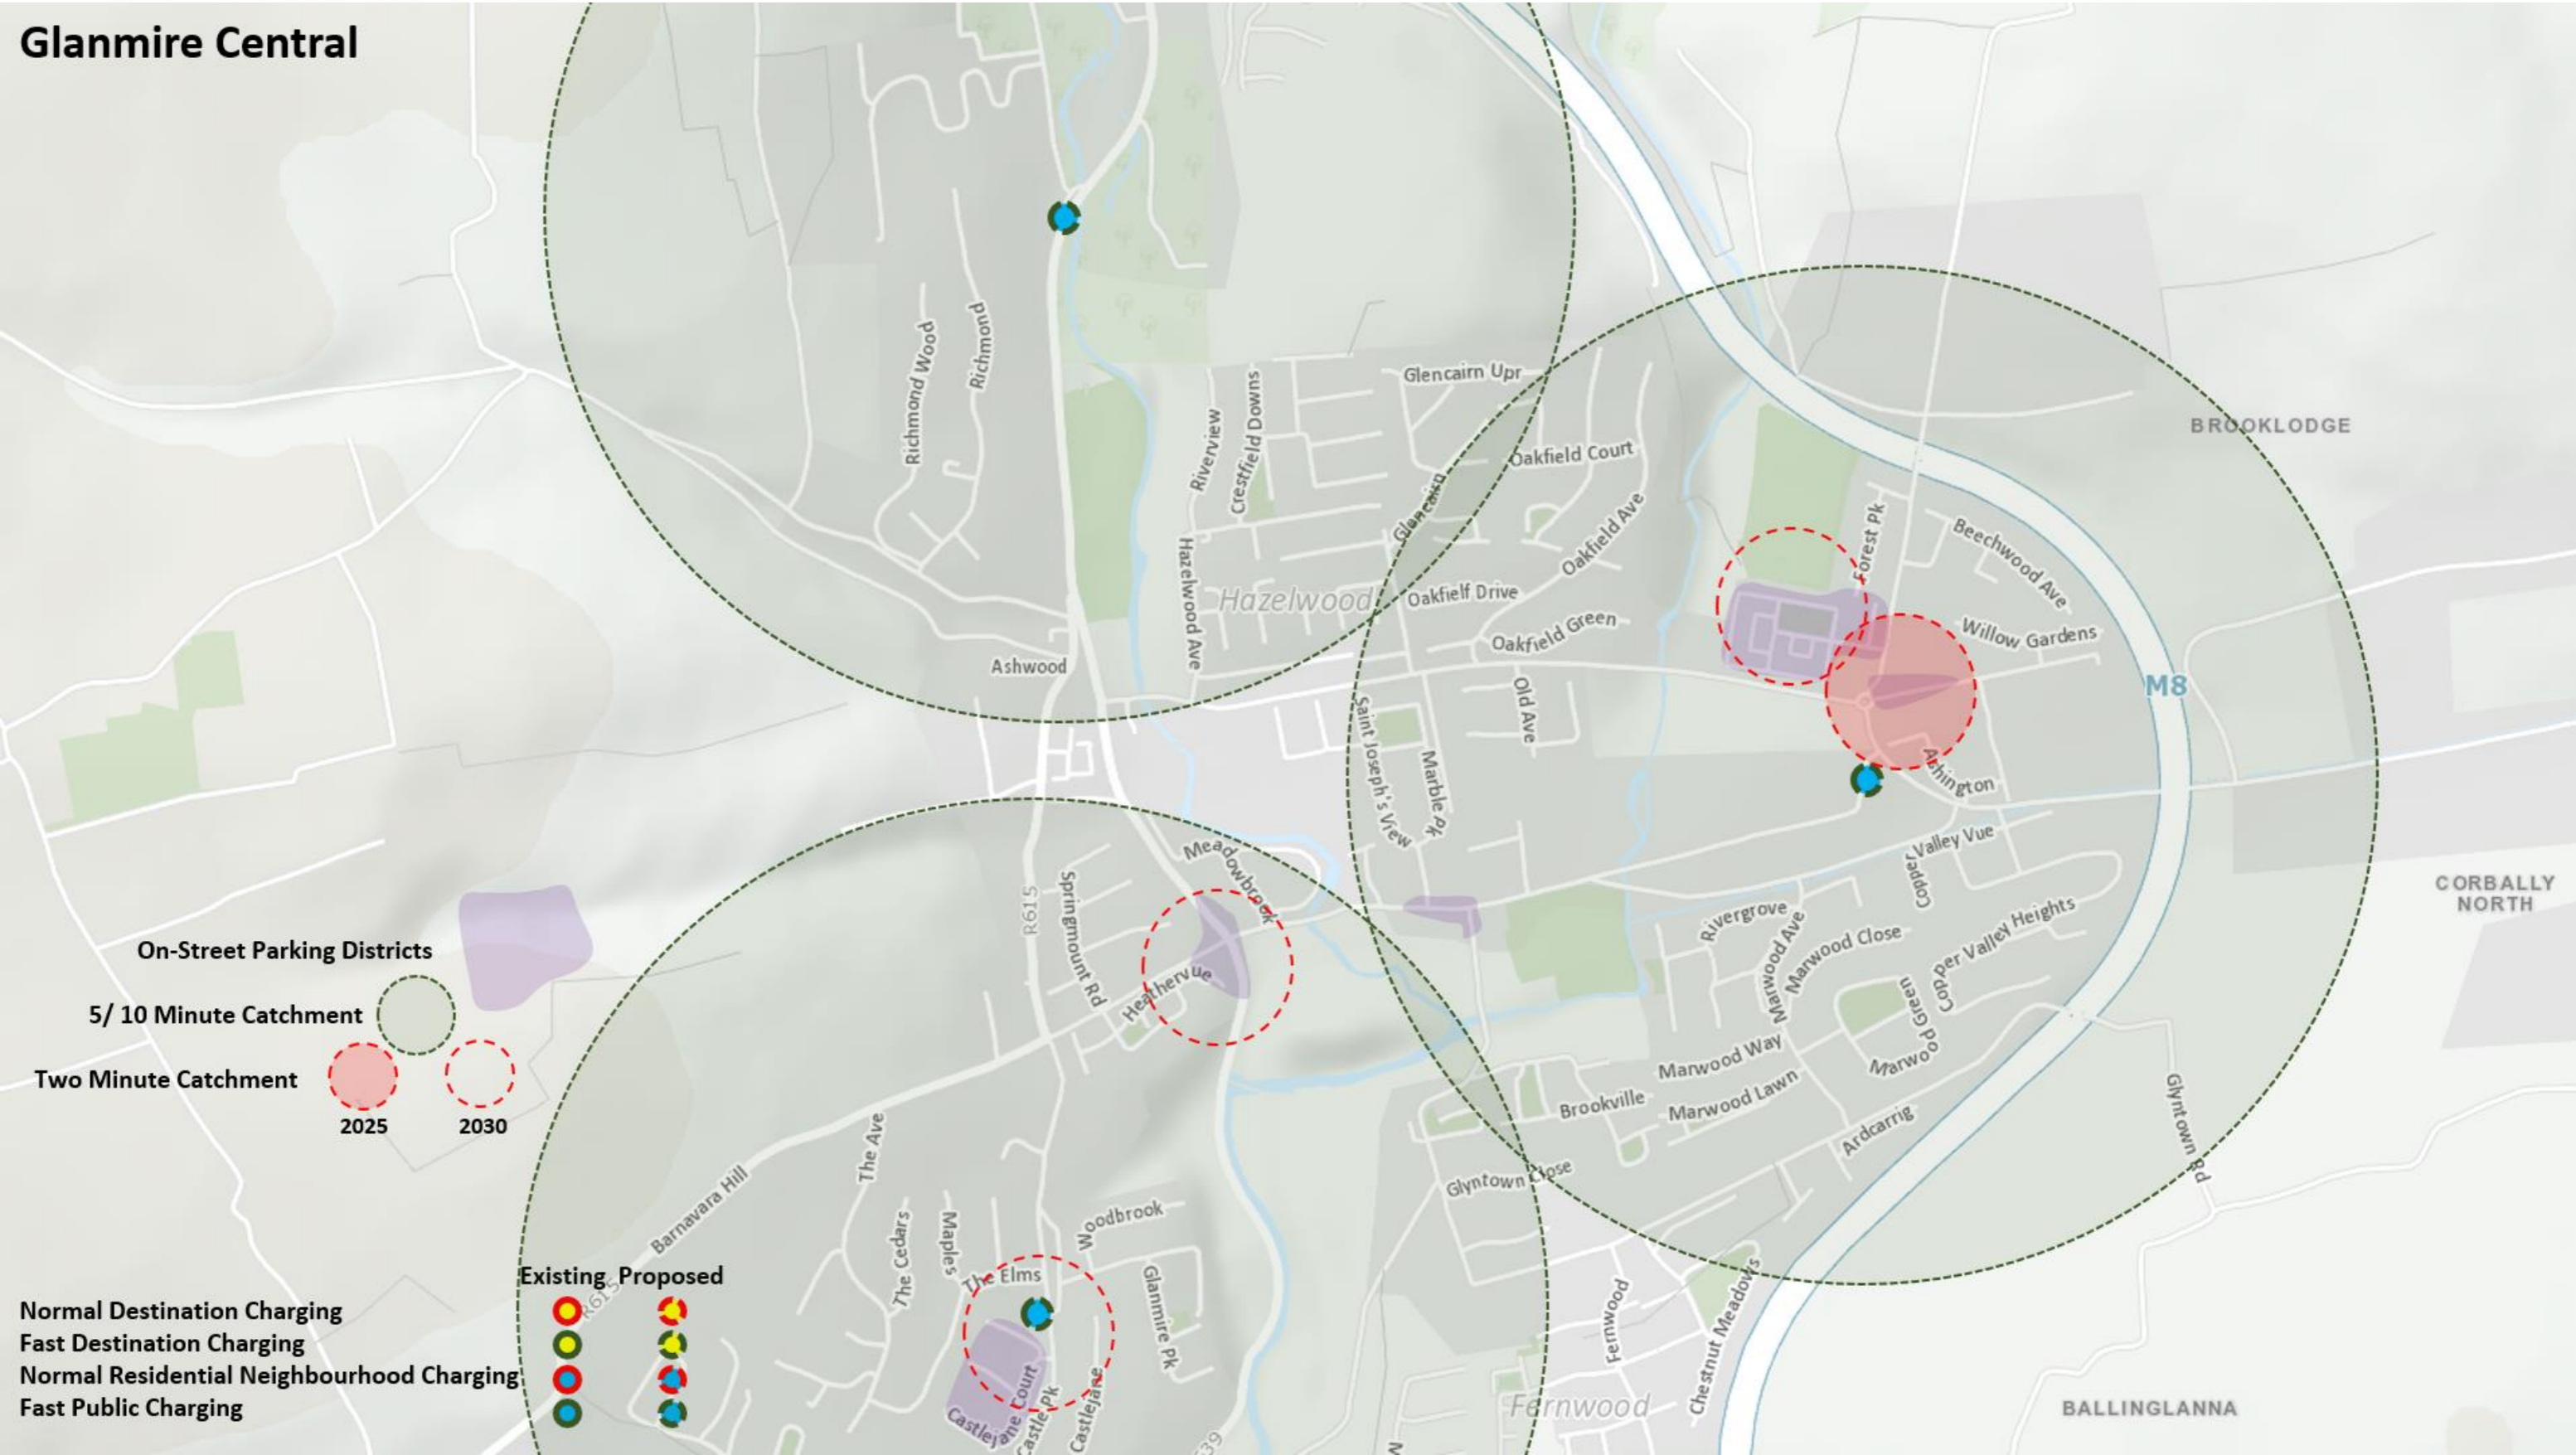 Glanmire Central
Richmond Wood
Richmond
Riverview
Crestfield Downs
Glencairn Upr
Oakfield Court
BROOKLODGE
Glencairn
Oakfield Ave
Forest Pk
Beechwood Ave
Hazelwood Ave
Hazelwood
Oakfielf Drive
Oakfield Green
Willow Gardens
Ashwood
Old Ave
M8
Saint Joseph's View
Marble Pk
Ashington
Meadowbrook
Copper Valley Vue
CORBALLY
NORTH
R615
Springmount Rd
Rivergrove
Marwood Ave
Marwood Close
Copper Valley Heights
Heathervue
Marwood Green
On-Street Parking Districts
5/ 10 Minute Catchment
Two Minute Catchment
2025 2030
Marwood Way
Marwood Lawn
Brookville
Ardcarrig
Glyntown Rd
The Ave
Glyntown Close
Barnavara Hill
The Cedars
Maples
Woodbrook
The Elms
Glanmire Pk
Fernwood
Chestnut Meadows
R615
Existing Proposed
Normal Destination Charging
Fast Destination Charging
Normal Residential Neighbourhood Charging
Fast Public Charging
Castlejane Court
Castle Pk
Castlejane
Fernwood
BALLINGLANNA